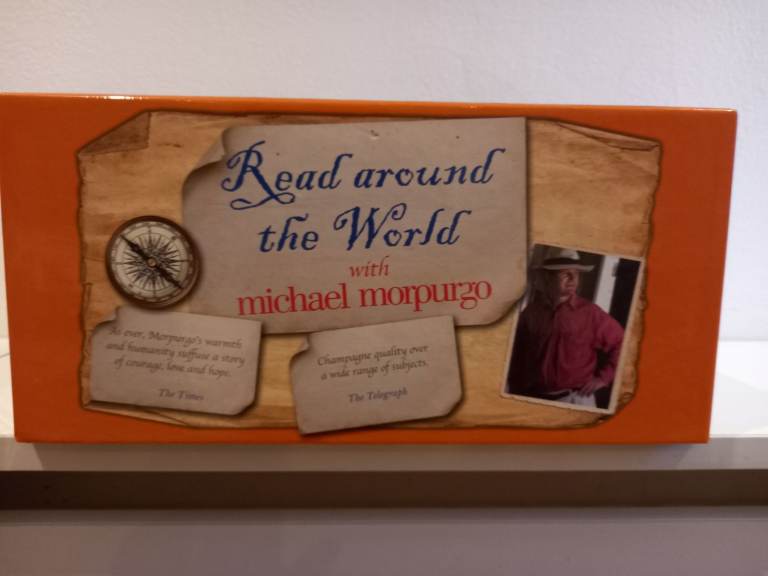 Read around
the World
with
michael morpurgo
As ever, Morpurgo's warmth
and humanity suffuse a story
of courage, love and hope.
The Times
Champagne quality over
a wide range of subjects.
The Telegraph